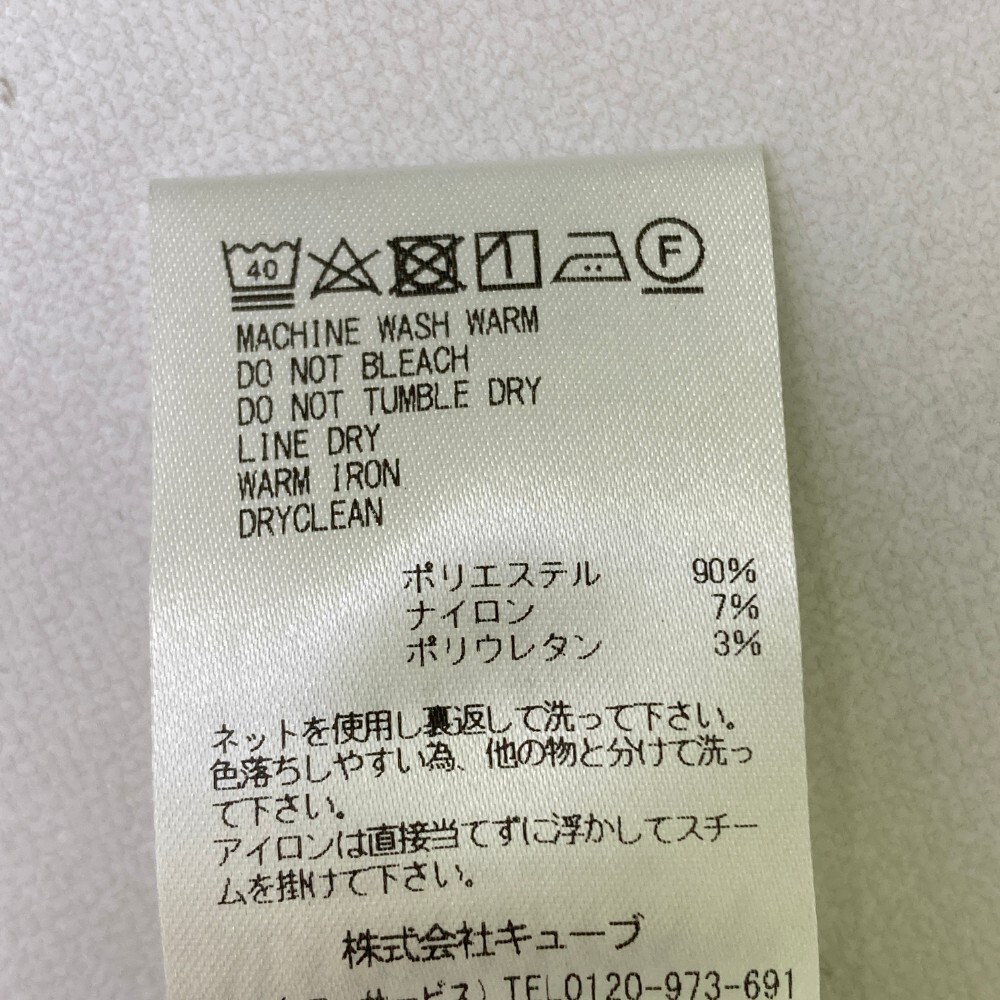 40 F
MACHINE WASH WARM
DO NOT BLEACH
DO NOT TUMBLE DRY
LINE DRY
WARM IRON
DRYCLEAN
ポリエステル 90%
ナイロン 7%
ポリウレタン 3%
ネットを使用し裏返して洗って下さい。
色落ちしやすい為、他の物と分けて洗っ
て下さい。
アイロンは直接当てずに浮かしてスチー
ムを掛けて下さい。
株式会社キューブ
サービス) TEL0120-973-691